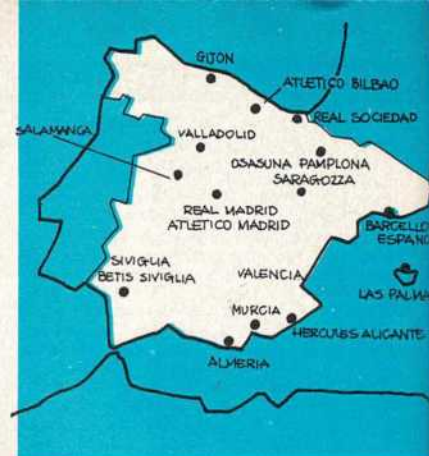 GIJON
ATLETICO BILBAO
REAL SOCIEDAD
SALAMANCA
VALLADOLID
OSASUNA PAMPLONA
SARAGOZZA
REAL MADRID
ATLETICO MADRID
BARCELLO
ESPANO
SIVIGLIA
BETIS SIVIGLIA
VALENCIA
LAS PALMA
MURCIA
HERCULES ALICANTE
ALMERIA